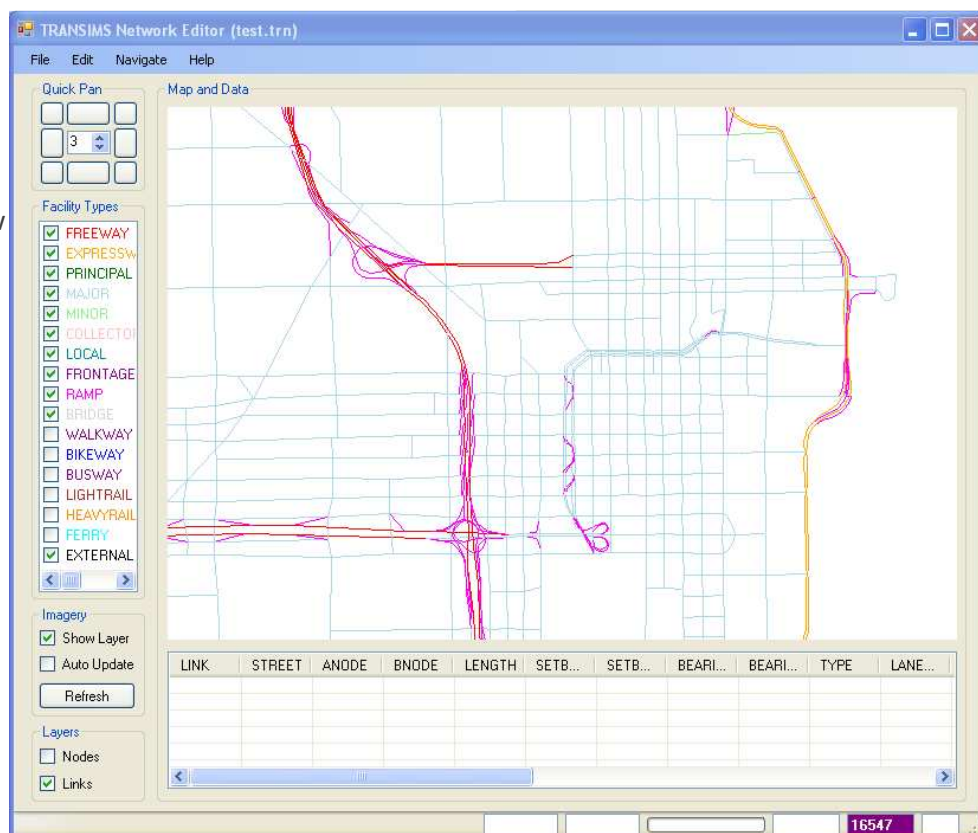 TRANSIMS Network Editor (test.trn)
File Edit Navigate Help
Quick Pan
3
Facility Types
FREEWAY
EXPRESSW
PRINCIPAL
MAJOR
MINOR
COLLECTO
LOCAL
FRONTAGE
RAMP
BRIDGE
WALKWAY
BIKEWAY
BUSWAY
LIGHTRAIL
HEAVYRAIL
FERRY
EXTERNAL
Imagery
Show Layer
Auto Update
Refresh
Layers
Nodes
Links
Map and Data
LINK STREET ANODE BNODE LENGTH SETB... SETB... BEARI... BEARI... TYPE LANE...
16547